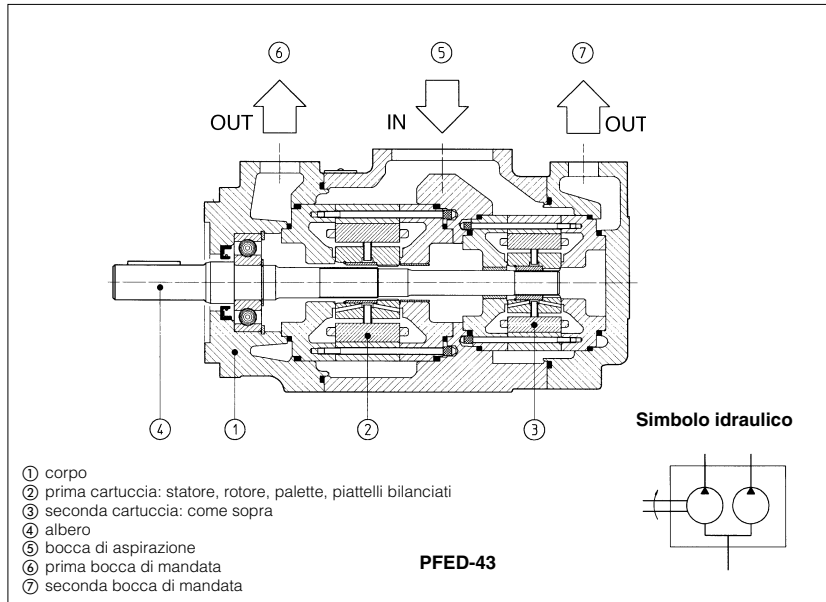 ⑥ ⑤ ⑦
OUT IN OUT
④ ① ② ③
Simbolo idraulico
① corpo
② prima cartuccia: statore, rotore, palette, piattelli bilanciati
③ seconda cartuccia: come sopra
④ albero
⑤ bocca di aspirazione
⑥ prima bocca di mandata
⑦ seconda bocca di mandata
PFED-43